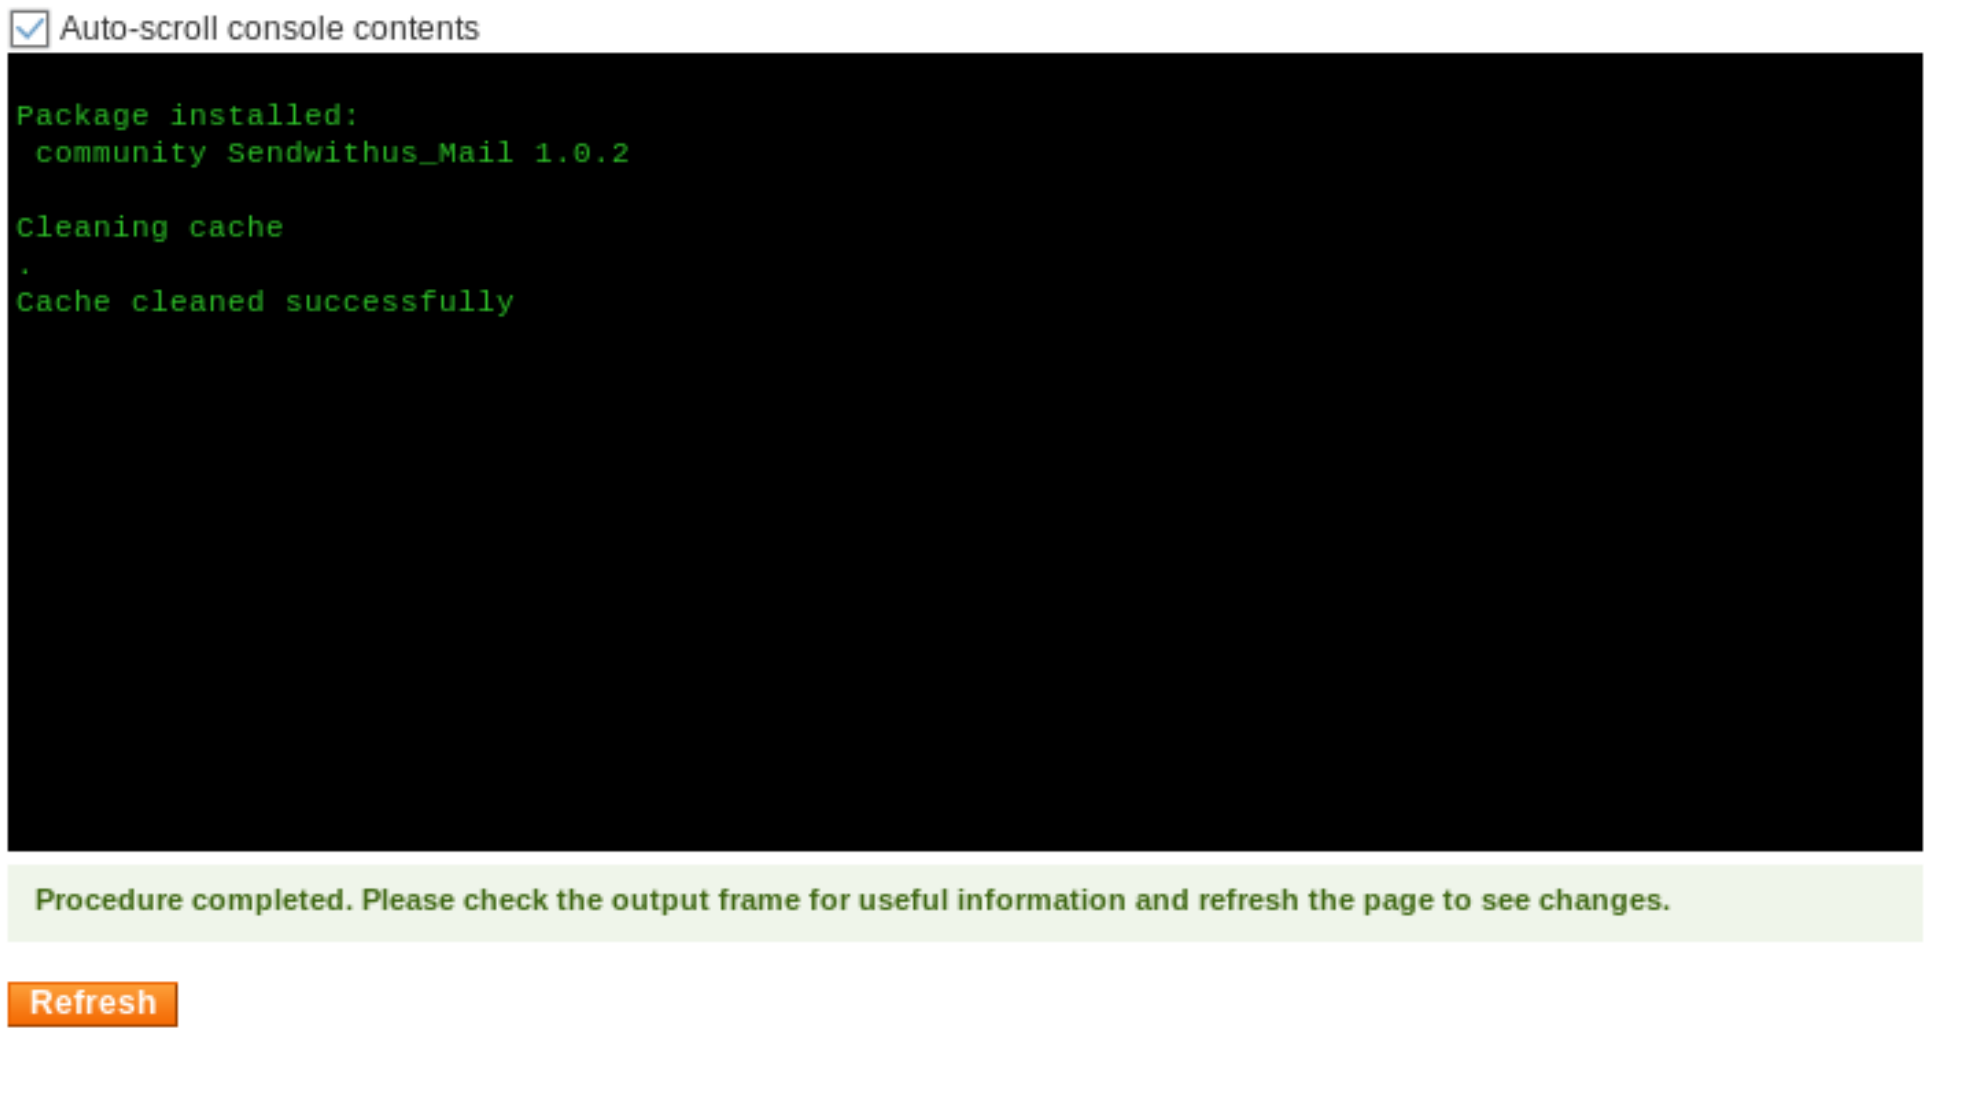 Auto-scroll console contents
Package installed:
community Sendwithus_Mail 1.0.2
Cleaning cache
.
Cache cleaned successfully
Procedure completed. Please check the output frame for useful information and refresh the page to see changes.
Refresh